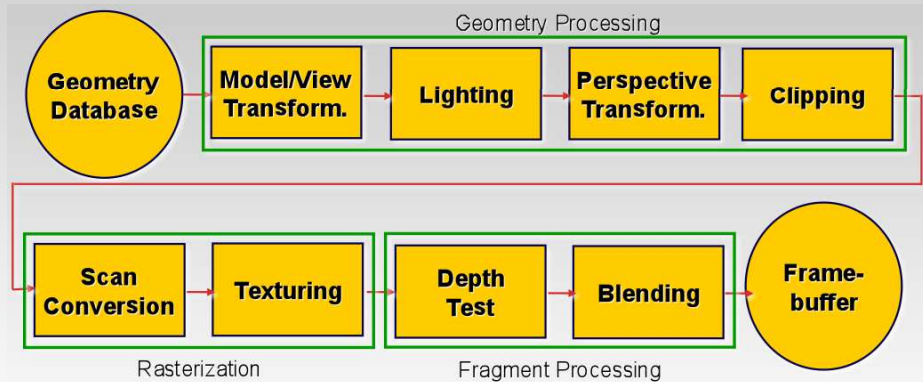 Geometry Processing
Geometry
Database
Model/View
Transform.
Lighting
Perspective
Transform.
Clipping
Scan
Conversion
Texturing
Depth
Test
Blending
Frame-
buffer
Rasterization
Fragment Processing